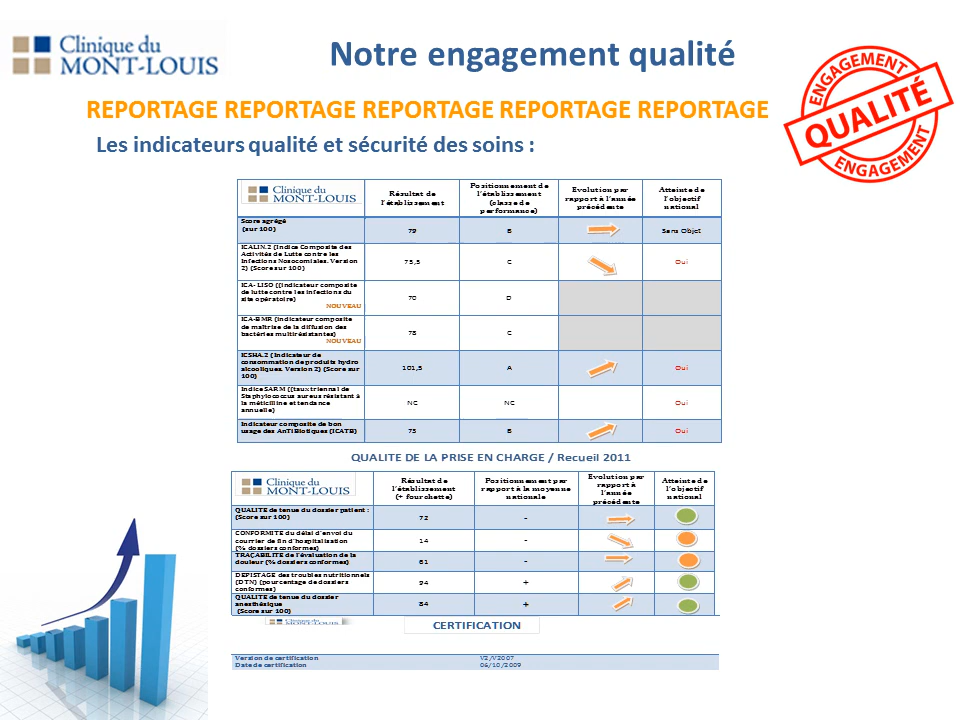 Clinique du
MONT-LOUIS
Notre engagement qualité
ENGAGEMENT
QUALITÉ
ENGAGEMENT
REPORTAGE REPORTAGE REPORTAGE REPORTAGE REPORTAGE
Les indicateurs qualité et sécurité des soins :
Clinique du
MONT-LOUIS
Résultat de
l'établissement
Positionnement de
l'établissement
(classe de
performance)
Evolution par
rapport à l'année
précédente
Atteinte de
l'objectif
national
Score agrégé
(sur 100)
79
B
Sans Objet
ICALIN.2 (Indice Composite des
Activités de Lutte contre les
Infections Nosocomiales. Version
2) (Score sur 100)
75,5
C
Oui
ICA- LISO ((Indicateur composite
de lutte contre les infections du
site opératoire)
NOUVEAU
70
D
ICA-BMR (Indicateur composite
de maîtrise de la diffusion des
bactéries multirésistantes)
NOUVEAU
78
C
ICSHA.2 (Indicateur de
consommation de produits hydro
alcooliques. Version 2) (Score sur
100)
101,5
A
Oui
Indice SARM ((taux triennal de
Staphylococcus aureus résistant à
la méticilline et tendance
annuelle)
NC
NC
Oui
Indicateur composite de bon
usage des AnTiBiotiques (ICATB)
75
B
Oui
QUALITE DE LA PRISE EN CHARGE / Recueil 2011
Clinique du
MONT-LOUIS
Résultat de
l'établissement
(+ fourchette)
Positionnement par
rapport à la moyenne
nationale
Evolution par
rapport à
l'année
précédente
Atteinte de
l'objectif
national
QUALITE de tenue du dossier patient :
(Score sur 100)
72
-
CONFORMITE du délai d'envoi du
courrier de fin d'hospitalisation
(% dossiers conformes)
14
-
TRAÇABILITE de l'évaluation de la
douleur (% dossiers conformes)
61
-
DEPISTAGE des troubles nutritionnels
(DTN) (pourcentage de dossiers
conformes)
94
+
QUALITE de tenue du dossier
anesthésique
(Score sur 100)
84
+
Clinique du
CERTIFICATION
Version de certification
V2/V2007
Date de certification
06/10/2009